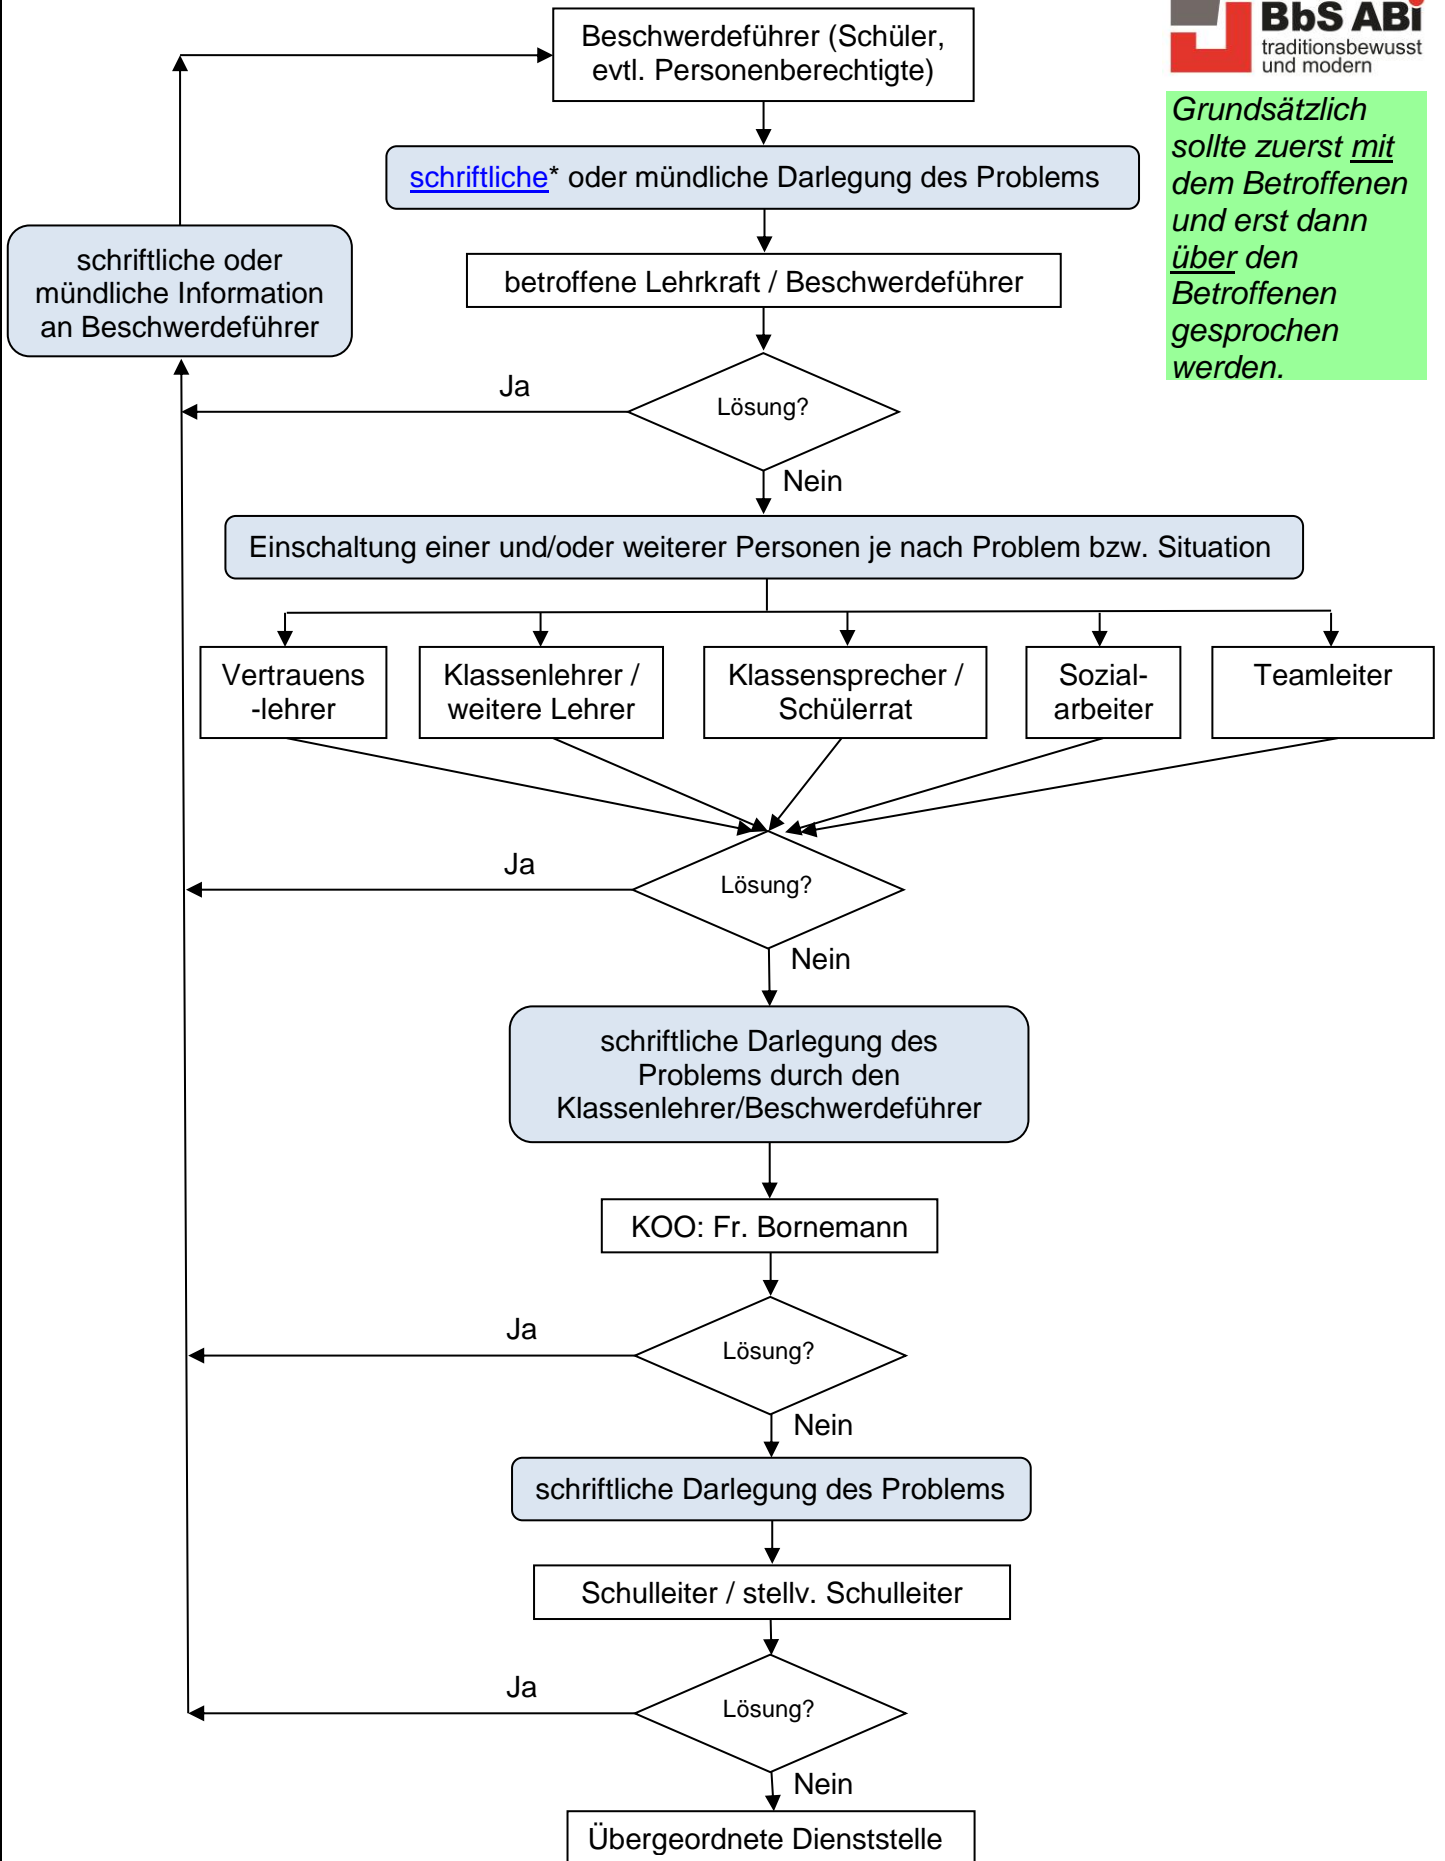 BbS ABi
traditionsbewusst
und modern
Beschwerdeführer (Schüler,
evtl. Personenberechtigte)
Grundsätzlich
sollte zuerst mit
dem Betroffenen
und erst dann
über den
Betroffenen
gesprochen
werden.
schriftliche* oder mündliche Darlegung des Problems
schriftliche oder
mündliche Information
an Beschwerdeführer
betroffene Lehrkraft / Beschwerdeführer
Ja
Lösung?
Nein
Einschaltung einer und/oder weiterer Personen je nach Problem bzw. Situation
Vertrauens
-lehrer
Klassenlehrer /
weitere Lehrer
Klassensprecher /
Schülerrat
Sozial-
arbeiter
Teamleiter
Ja
Lösung?
Nein
schriftliche Darlegung des
Problems durch den
Klassenlehrer/Beschwerdeführer
KOO: Fr. Bornemann
Ja
Lösung?
Nein
schriftliche Darlegung des Problems
Schulleiter / stellv. Schulleiter
Ja
Lösung?
Nein
Übergeordnete Dienststelle